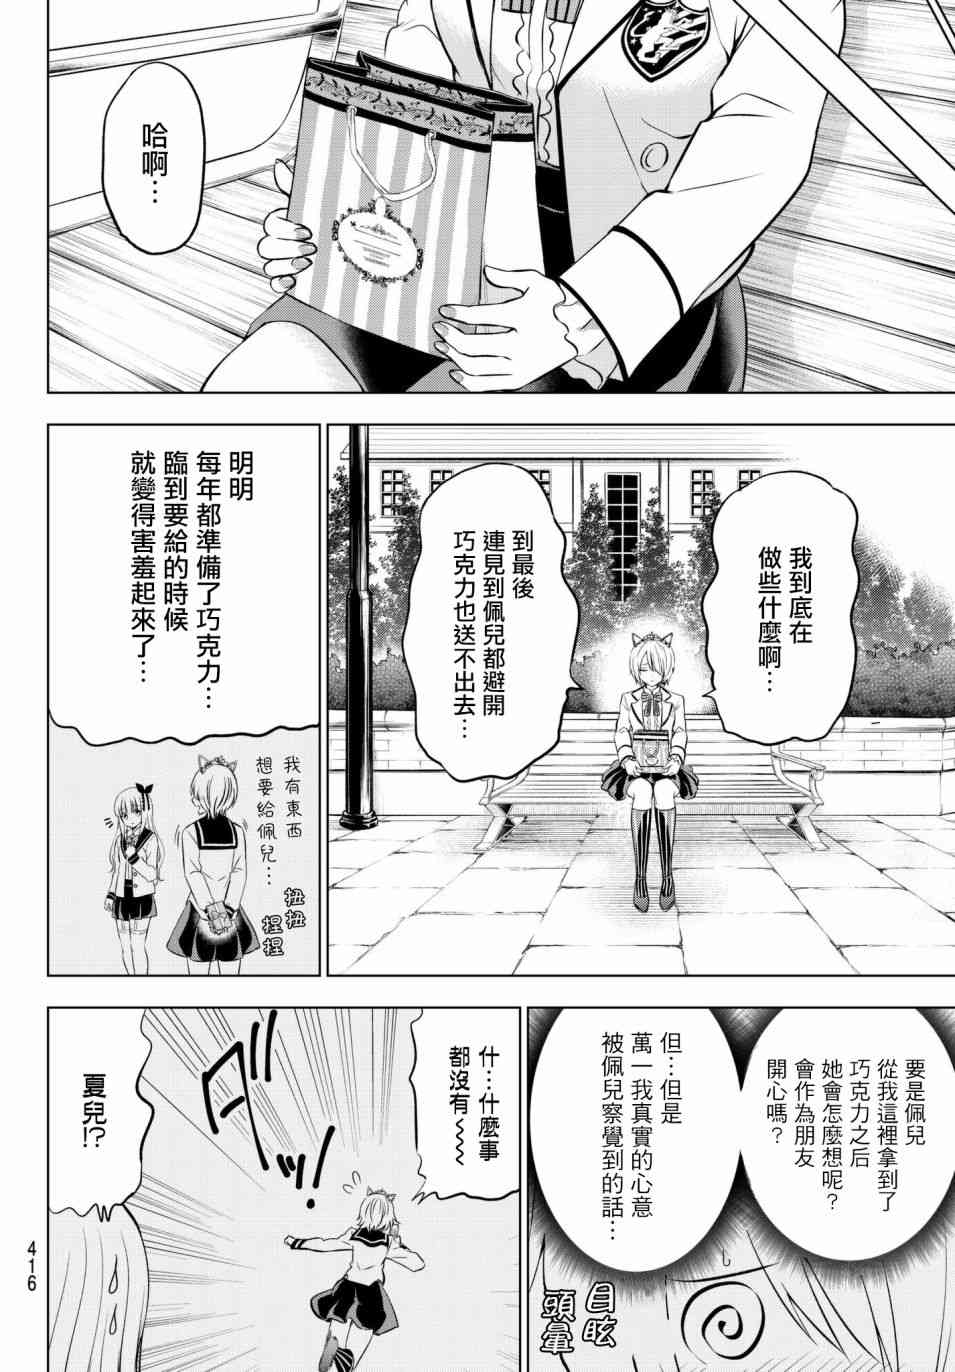 哈啊…
我到底在
做些什麼啊…
到最後
連見到佩兒都避開
巧克力也送不出去…
明明
每年都準備了巧克力…
臨到要給的時候
就變得害羞起來了…
我有東西
想要給佩兒…
扭扭
捏捏
要是佩兒
從我這裡拿到了
巧克力之后
她會怎麼想呢?
會作為朋友
開心嗎?
但…但是
萬一我真實的心意
被佩兒察覺到的話…
目眩
頭暈
什…什麼事
都沒有~~~
ダッ
夏兒!?
416